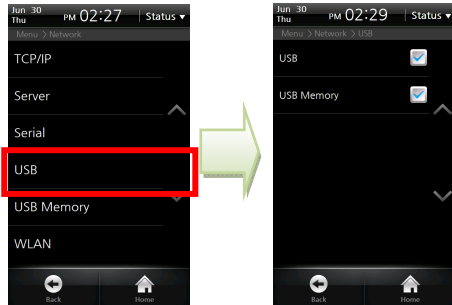 Jun 30
Thu
PM 02:27
Status ▾
Menu > Network
TCP/IP
Server
Serial
USB
USB Memory
WLAN
Back
Home
Jun 30
Thu
PM 02:29
Status ▾
Menu > Network > USB
USB
USB Memory
Back
Home